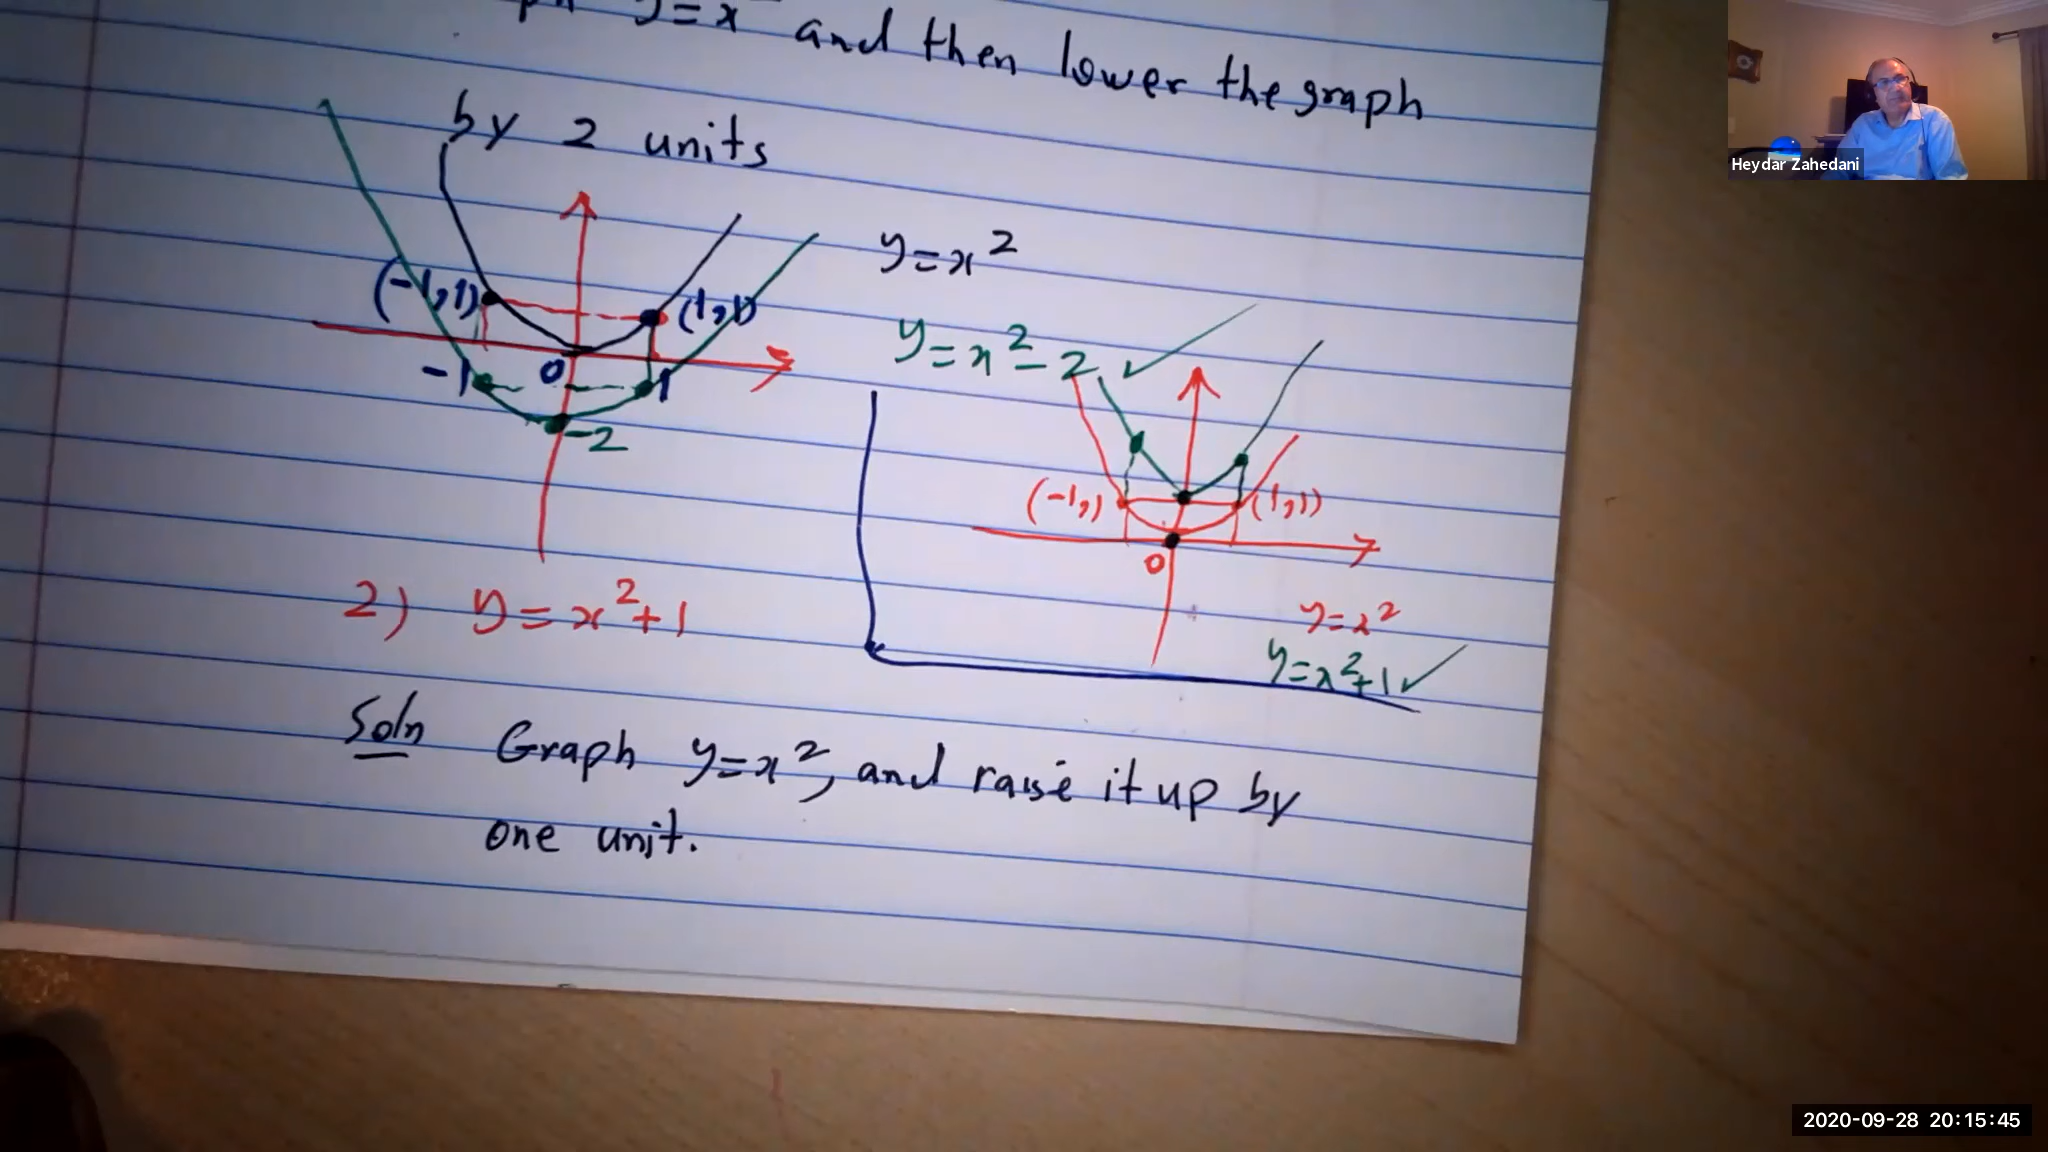 y=x and then lower the graph
by 2 units
(-1,1)
(1,1)
-1
0
1
-2
y=x²
y=x²-2
(-1,)
(1,1)
0
y=x²
y=x²+1
2) y=x²+1
Soln Graph y=x², and raise it up by
one unit.
Heydar Zahedani
2020-09-28 20:15:45